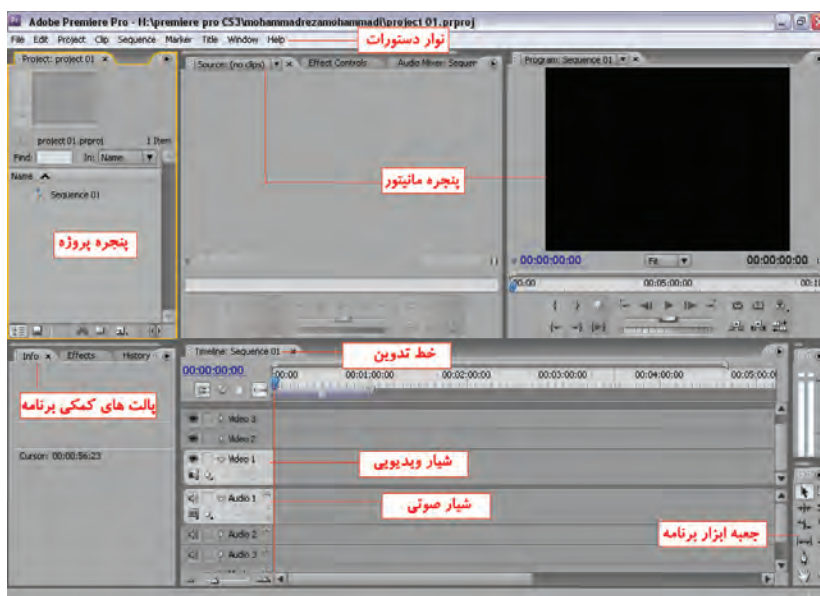 Adobe Premiere Pro - H:\premiere pro CS3\mohammadrezamohammadi\project 01.prproj
File Edit Project Clip Sequence Marker Title Window Help
نوار دستورات
Project: project 01
Source: (no clips)
Effect Controls
Audio Mixer: Sequen
Program: Sequence 01
project 01.prproj
1 Item
Find:
In: Name
Name
Sequence 01
پنجره مانیتور
پنجره پروژه
00:00:00:00
Fit
00:00:00:00
00:00
00:05:00:00
00:1
Info
Effects
History
Timeline: Sequence 01
خط تدوین
00:00:00:00
00:00
00:01:00:00
00:02:00:00
00:03:00:00
00:04:00:00
00:05:00:0
پالت های کمکی برنامه
Video 3
Video 2
Cursor: 00:00:56:23
Video 1
شیار ویدیویی
Audio 1
شیار صوتی
Audio 2
جعبه ابزار برنامه
Audio 3